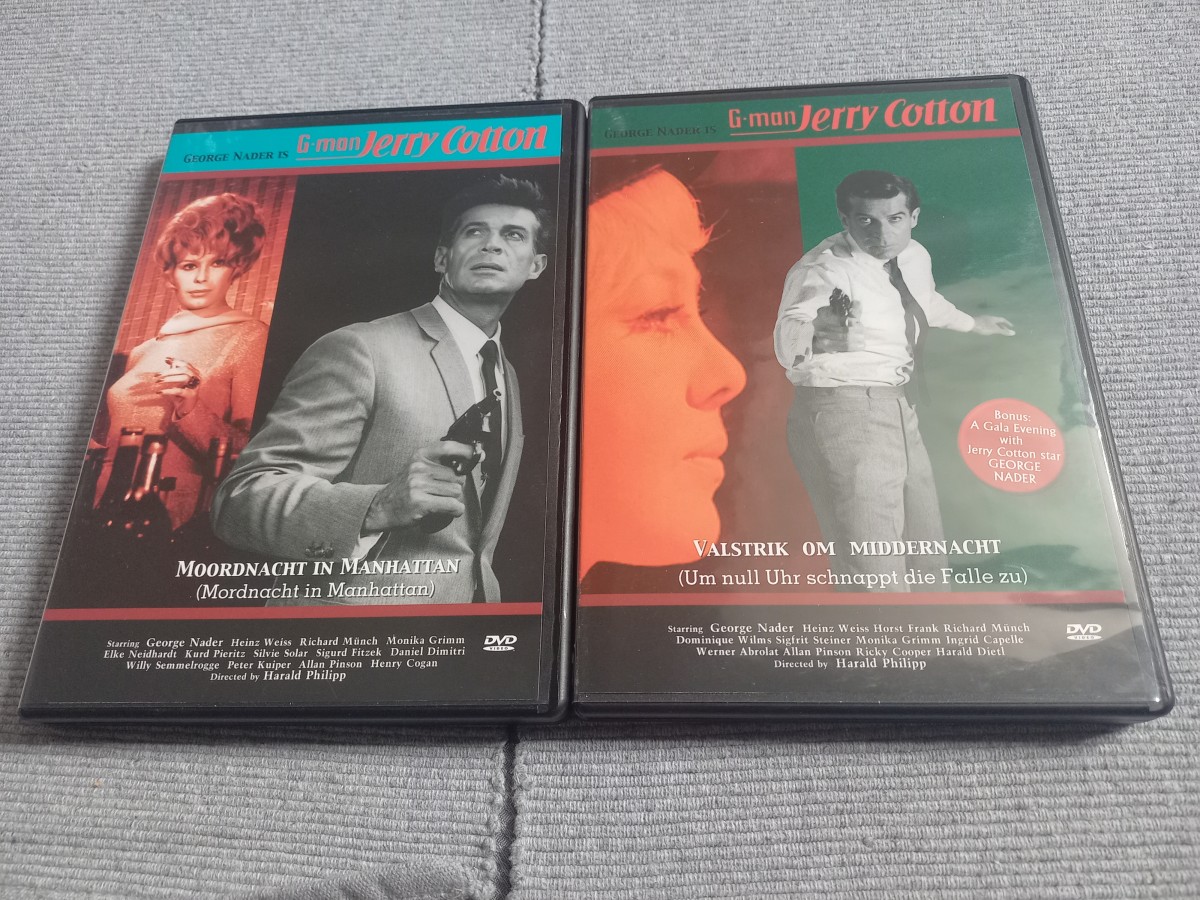 GEORGE NADER IS G-man Jerry Cotton
MOORDNACHT IN MANHATTAN
(Mordnacht in Manhattan)
Starring George Nader Heinz Weiss Richard Münch Monika Grimm
Elke Neidhardt Kurd Pieritz Silvie Solar Sigurd Fitzek Daniel Dimitri
Willy Semmelrogge Peter Kuiper Allan Pinson Henry Cogan
Directed by Harald Philipp
DVD
VIDEO
GEORGE NADER IS G-man Jerry Cotton
Bonus:
A Gala Evening
with
Jerry Cotton star
GEORGE
NADER
VALSTRIK OM MIDDERNACHT
(Um null Uhr schnappt die Falle zu)
Starring George Nader Heinz Weiss Horst Frank Richard Münch
Dominique Wilms Sigfrit Steiner Monika Grimm Ingrid Capelle
Werner Abrolat Allan Pinson Ricky Cooper Harald Dietl
Directed by Harald Philipp
DVD
VIDEO